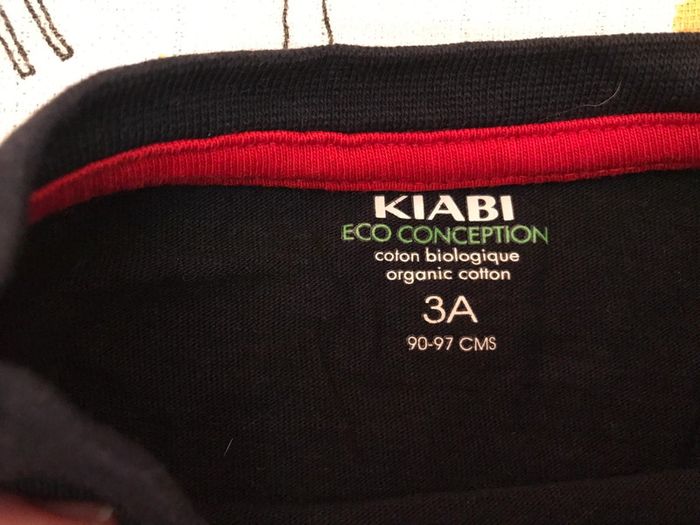 KIABI
ECO CONCEPTION
coton biologique
organic cotton
3A
90-97 CMS